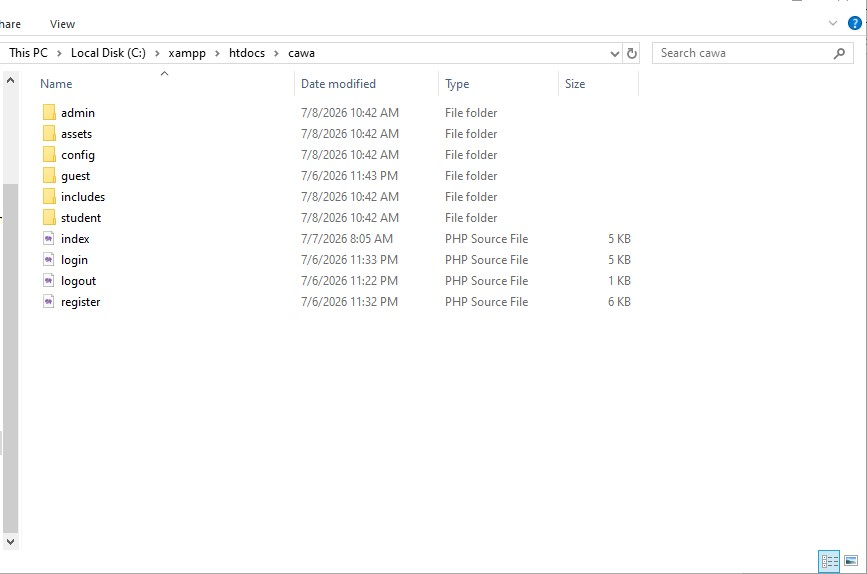 hare View
This PC > Local Disk (C:) > xampp > htdocs > cawa Search cawa
Name Date modified Type Size
admin 7/8/2026 10:42 AM File folder
assets 7/8/2026 10:42 AM File folder
config 7/8/2026 10:42 AM File folder
guest 7/6/2026 11:43 PM File folder
includes 7/8/2026 10:42 AM File folder
student 7/8/2026 10:42 AM File folder
index 7/7/2026 8:05 AM PHP Source File 5 KB
login 7/6/2026 11:33 PM PHP Source File 5 KB
logout 7/6/2026 11:22 PM PHP Source File 1 KB
register 7/6/2026 11:32 PM PHP Source File 6 KB